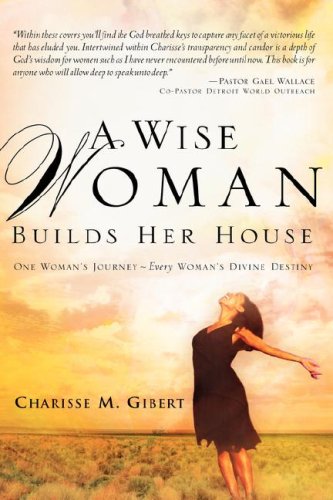 "Within these covers you'll find the God breathed keys to capture any facet of a victorious life
that has eluded you. Intertwined within Charisse's transparency and candor is a depth of
God's wisdom for women such as I have never encountered before until now. This book is for
anyone who will allow deep to speak unto deep."
—Pastor Gael Wallace
Co-Pastor Detroit World Outreach
A Wise
Woman
Builds Her House
One Woman's Journey ~ Every Woman's Divine Destiny
Charisse M. Gibert